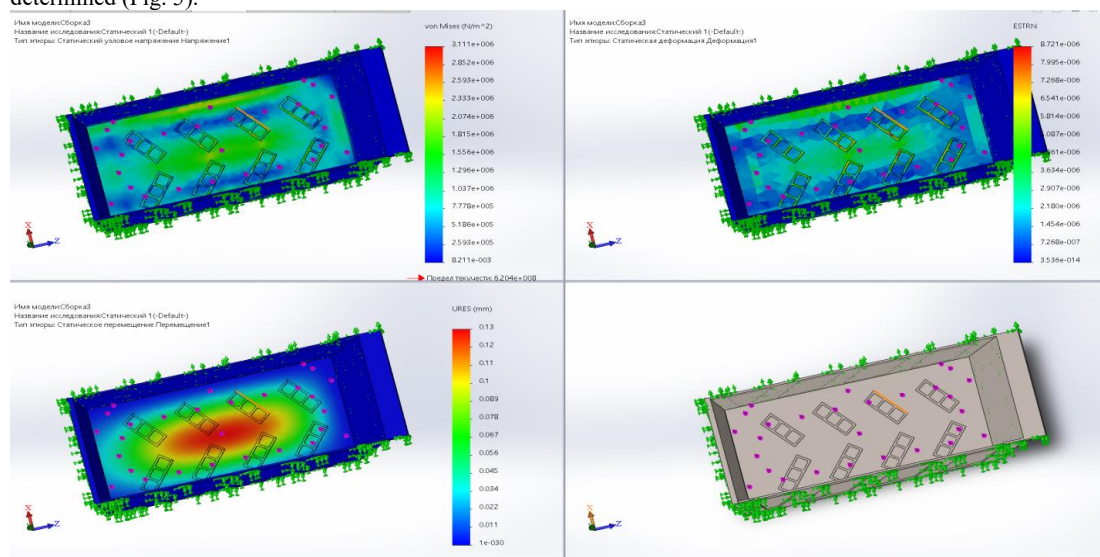 determined (Fig. 5).
Имя модели:Сборка3
Название исследования:Статический 1(-Default-)
Тип эпюры: Статический узловое напряжение Напряжение1
von Mises (N/m^2)
3.111e+006
2.852e+006
2.593e+006
2.333e+006
2.074e+006
1.815e+006
1.556e+006
1.296e+006
1.037e+006
7.778e+005
5.186e+005
2.593e+005
8.211e-003
Предел текучести: 6.204e+008
X
Z
Имя модели:Сборка3
Название исследования:Статический 1(-Default-)
Тип эпюры: Статическая деформация Деформация1
ESTRN
8.721e-006
7.995e-006
7.268e-006
6.541e-006
5.814e-006
.087e-006
61e-006
3.634e-006
2.907e-006
2.180e-006
1.454e-006
7.268e-007
3.536e-014
X
Z
Имя модели:Сборка3
Название исследования:Статический 1(-Default-)
Тип эпюры: Статическое перемещение Перемещение1
URES (mm)
0.13
0.12
0.11
0.1
0.089
0.078
0.067
0.056
0.045
0.034
0.022
0.011
1e-030
X
Z
X
Z